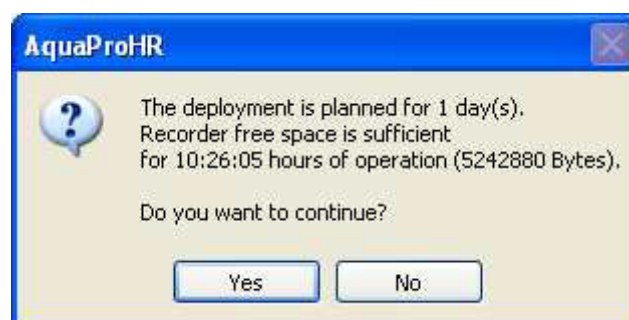 AquaProHR
The deployment is planned for 1 day(s).
Recorder free space is sufficient
for 10:26:05 hours of operation (5242880 Bytes).
Do you want to continue?
Yes
No